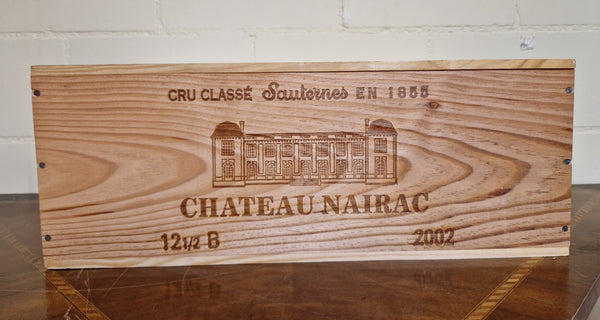 CRU CLASSÉ Sauternes EN 1855
CHATEAU NAIRAC
12 1/2 B 2002